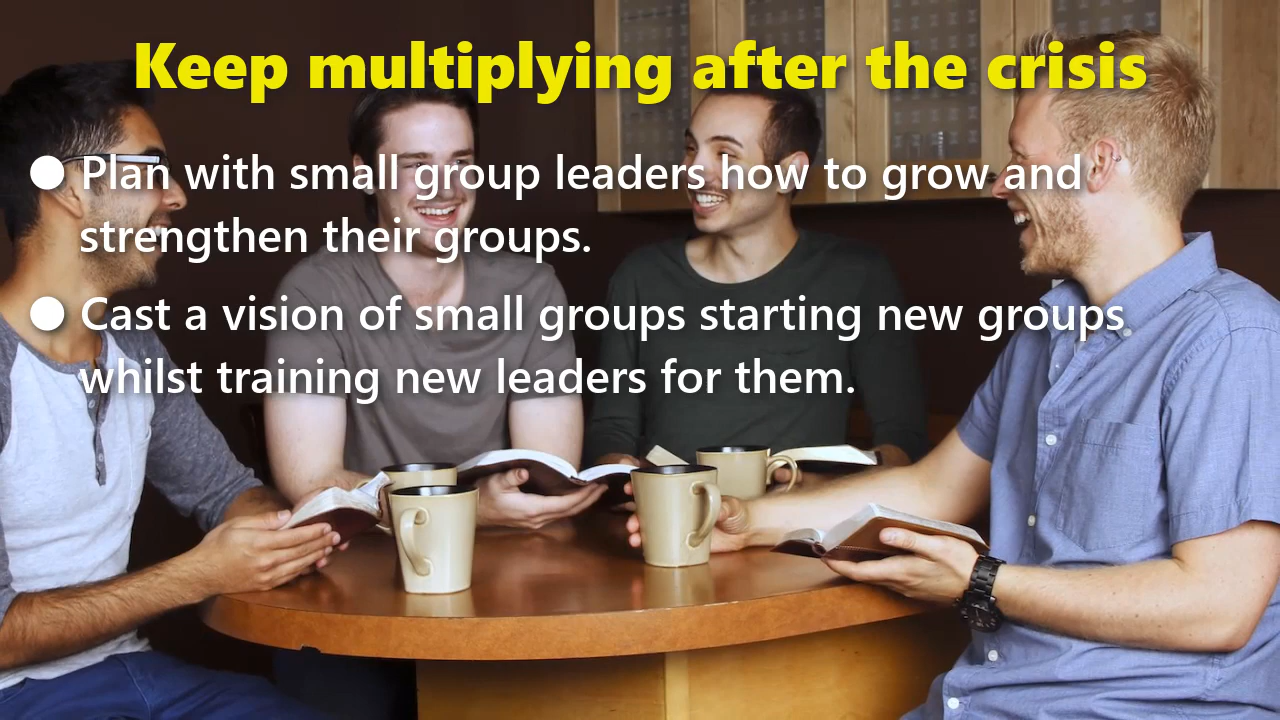 Keep multiplying after the crisis
● Plan with small group leaders how to grow and
strengthen their groups.
● Cast a vision of small groups starting new groups
whilst training new leaders for them.